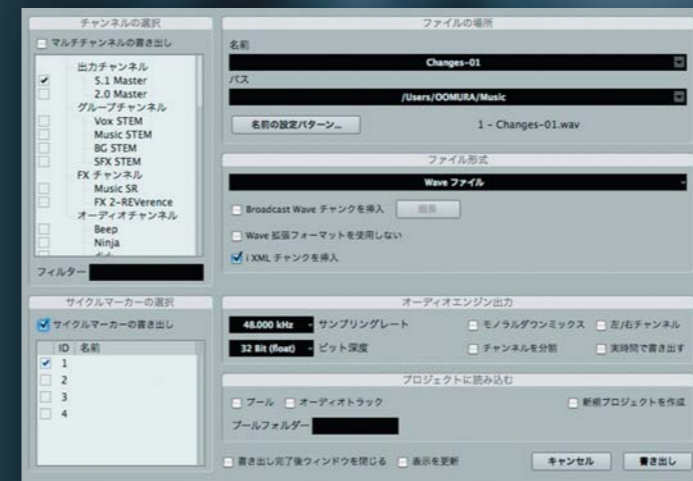 チャンネルの選択
マルチチャンネルの書き出し
出力チャンネル
5.1 Master
2.0 Master
グループチャンネル
Vox STEM
Music STEM
BG STEM
SFX STEM
FX チャンネル
Music SR
FX 2-REVerence
オーディオチャンネル
Beep
Ninja
フィルター
サイクルマーカーの選択
サイクルマーカーの書き出し
ID 名前
1
2
3
4
ファイルの場所
名前
Changes-01
パス
/Users/OOMURA/Music
名前の設定パターン... 1 - Changes-01.wav
ファイル形式
Wave ファイル
Broadcast Wave チャンクを挿入 編集
Wave 拡張フォーマットを使用しない
i XML チャンクを挿入
オーディオエンジン出力
48.000 kHz サンプリングレート モノラルダウンミックス 左/右チャンネル
32 Bit (float) ビット深度 チャンネルを分割 実時間で書き出す
プロジェクトに読み込む
プール オーディオトラック 新規プロジェクトを作成
プールフォルダー
書き出し完了後ウィンドウを閉じる 表示を更新 キャンセル 書き出し